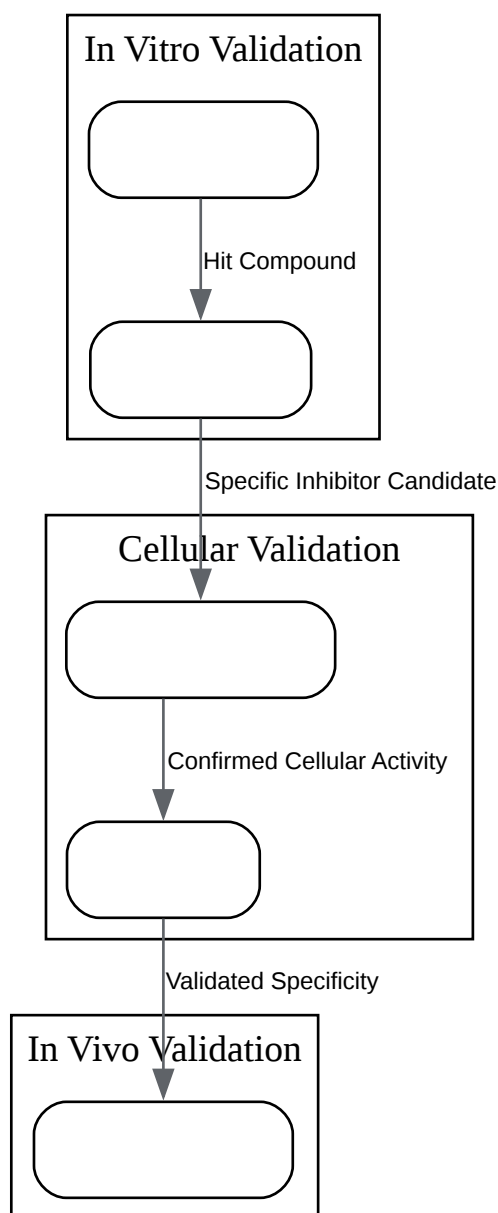 In Vitro Validation
Hit Compound
Specific Inhibitor Candidate
Cellular Validation
Confirmed Cellular Activity
Validated Specificity
In Vivo Validation